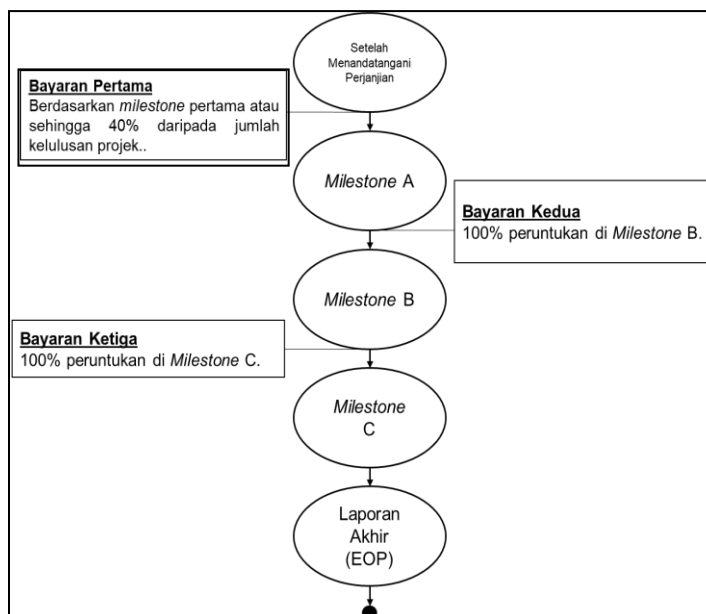 Setelah
Menandatangani
Perjanjian
Bayaran Pertama
Berdasarkan milestone pertama atau
sehingga 40% daripada jumlah
kelulusan projek..
Milestone A
Bayaran Kedua
100% peruntukan di Milestone B.
Milestone B
Bayaran Ketiga
100% peruntukan di Milestone C.
Milestone
C
Laporan
Akhir
(EOP)